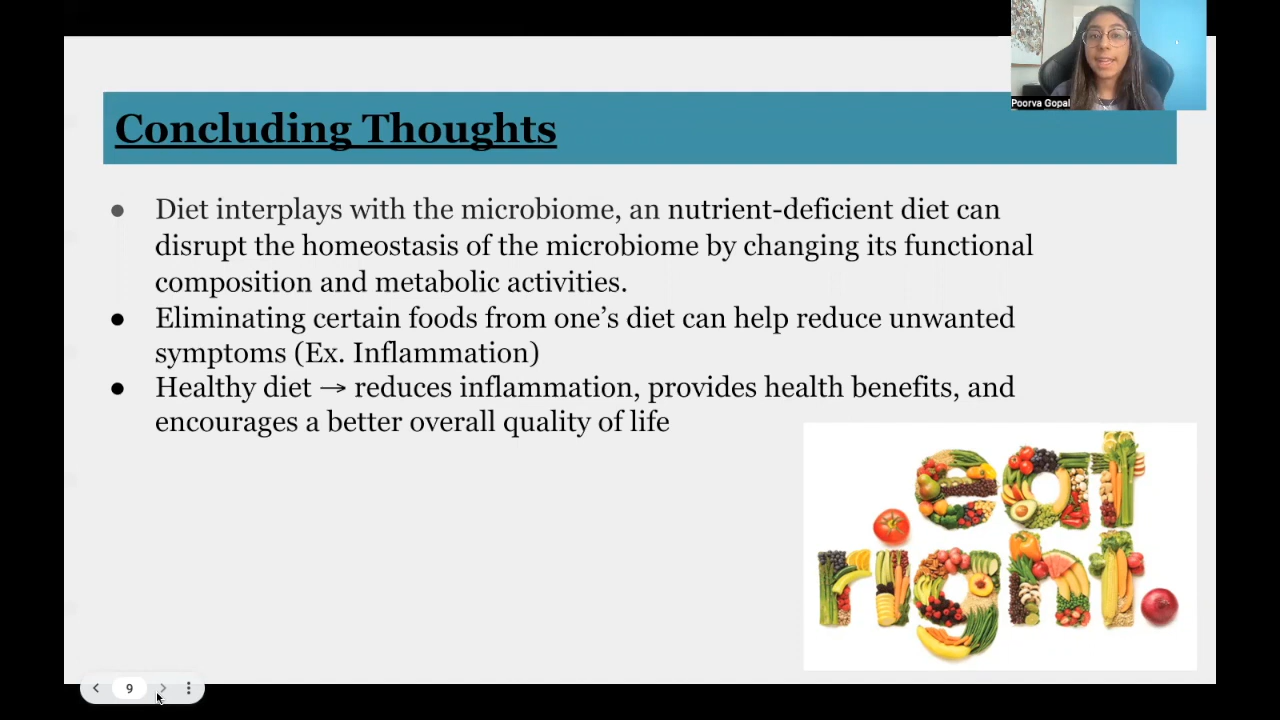 Poorva Gopal
Concluding Thoughts
● Diet interplays with the microbiome, an nutrient-deficient diet can
disrupt the homeostasis of the microbiome by changing its functional
composition and metabolic activities.
● Eliminating certain foods from one’s diet can help reduce unwanted
symptoms (Ex. Inflammation)
● Healthy diet → reduces inflammation, provides health benefits, and
encourages a better overall quality of life
eat
right.
9